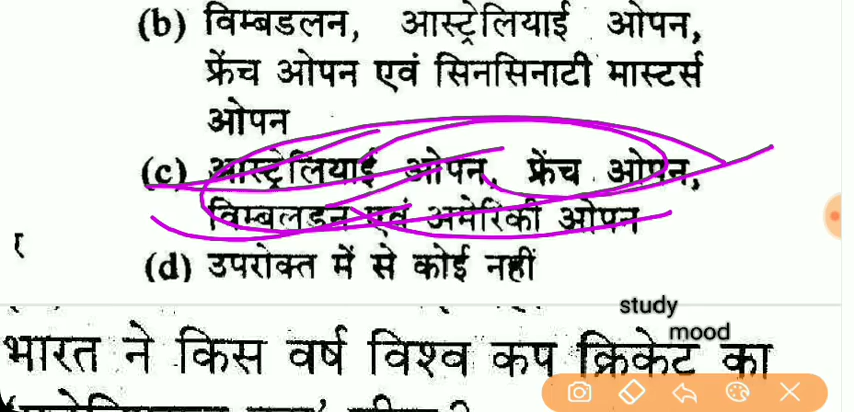 (b) विम्बडलन, आस्ट्रेलियाई ओपन,
फ्रेंच ओपन एवं सिनसिनाटी मास्टर्स
ओपन
(c) आस्ट्रेलियाई ओपन, फ्रेंच ओपन,
विम्बलडन एवं अमेरिकी ओपन
(d) उपरोक्त में से कोई नहीं
study
mood
भारत ने किस वर्ष विश्व कप क्रिकेट का